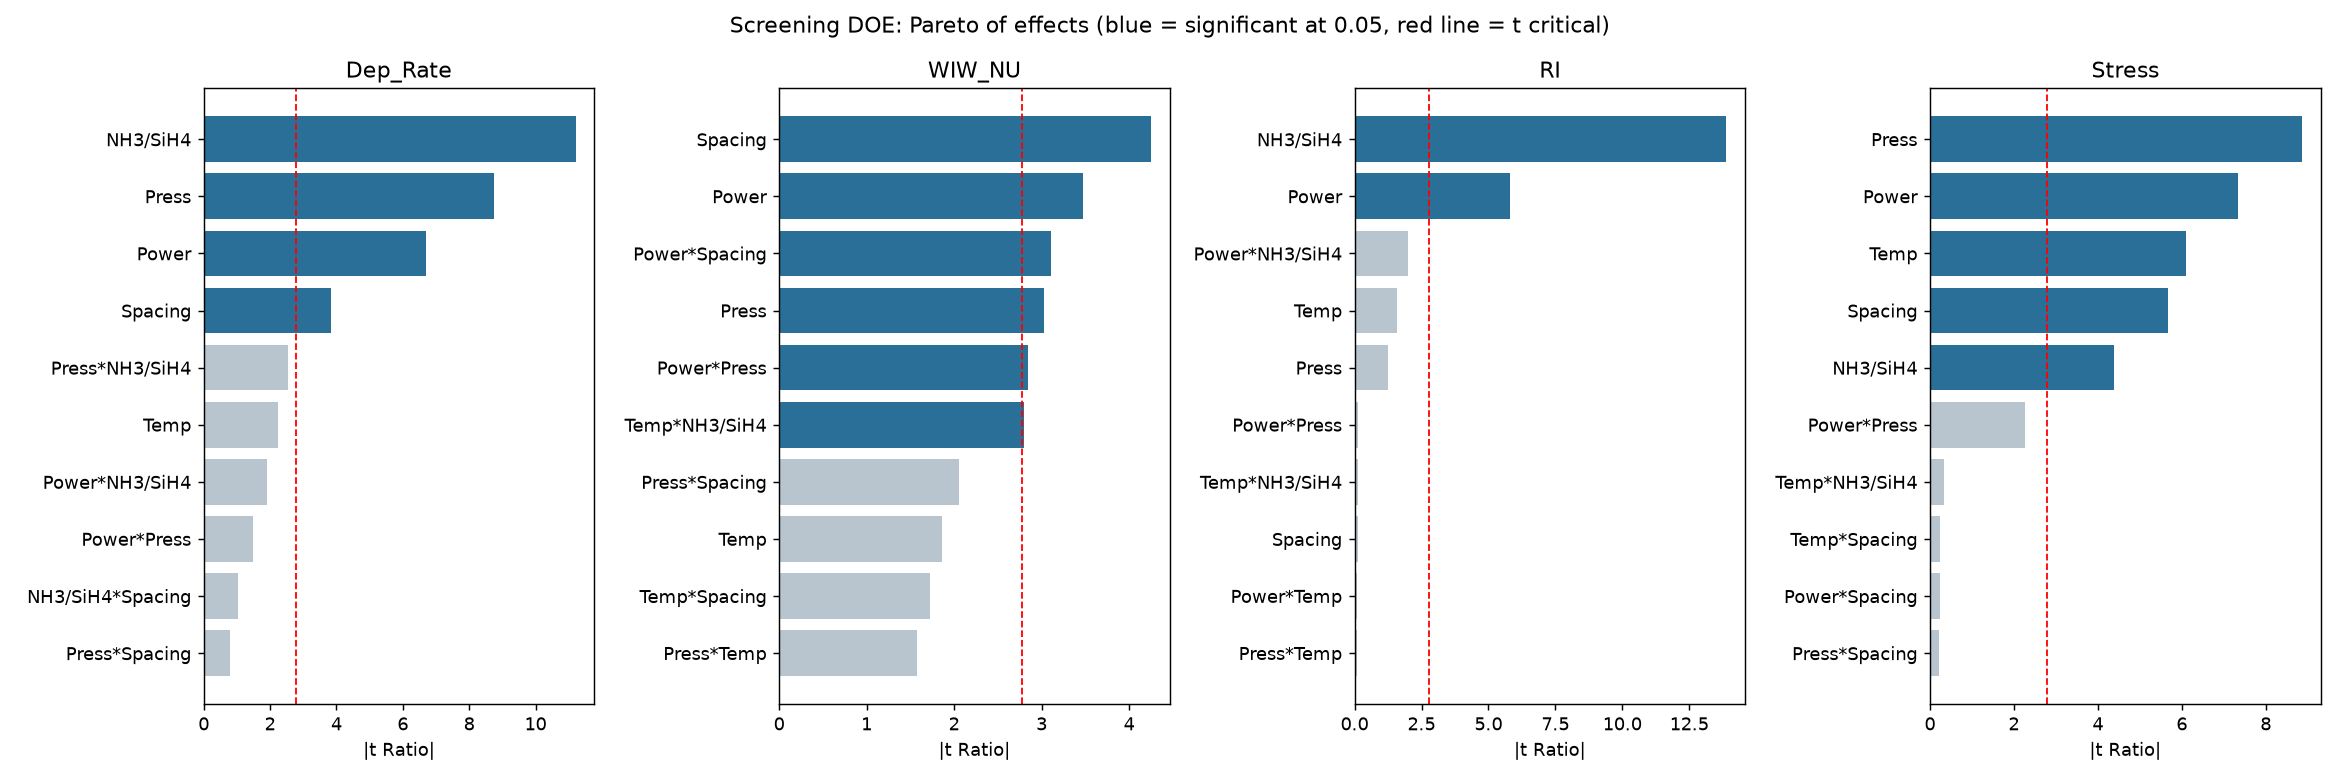 Screening DOE: Pareto of effects (blue = significant at 0.05, red line = t critical)
Dep_Rate
NH3/SiH4
Press
Power
Spacing
Press*NH3/SiH4
Temp
Power*NH3/SiH4
Power*Press
NH3/SiH4*Spacing
Press*Spacing
0 2 4 6 8 10
|t Ratio|
WIW_NU
Spacing
Power
Power*Spacing
Press
Power*Press
Temp*NH3/SiH4
Press*Spacing
Temp
Temp*Spacing
Press*Temp
0 1 2 3 4
|t Ratio|
RI
NH3/SiH4
Power
Power*NH3/SiH4
Temp
Press
Power*Press
Temp*NH3/SiH4
Spacing
Power*Temp
Press*Temp
0.0 2.5 5.0 7.5 10.0 12.5
|t Ratio|
Stress
Press
Power
Temp
Spacing
NH3/SiH4
Power*Press
Temp*NH3/SiH4
Temp*Spacing
Power*Spacing
Press*Spacing
0 2 4 6 8
|t Ratio|